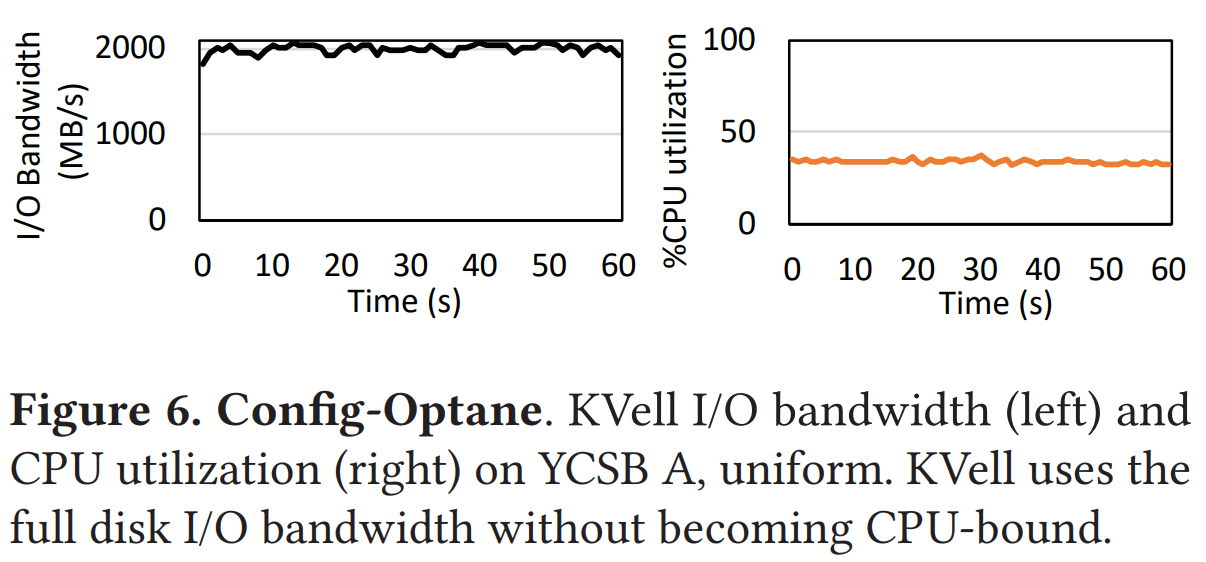 I/O Bandwidth
(MB/s)
2000
1000
0
0 10 20 30 40 50 60
Time (s)
%CPU utilization
100
50
0
0 10 20 30 40 50 60
Time (s)
Figure 6. Config-Optane. KVell I/O bandwidth (left) and
CPU utilization (right) on YCSB A, uniform. KVell uses the
full disk I/O bandwidth without becoming CPU-bound.